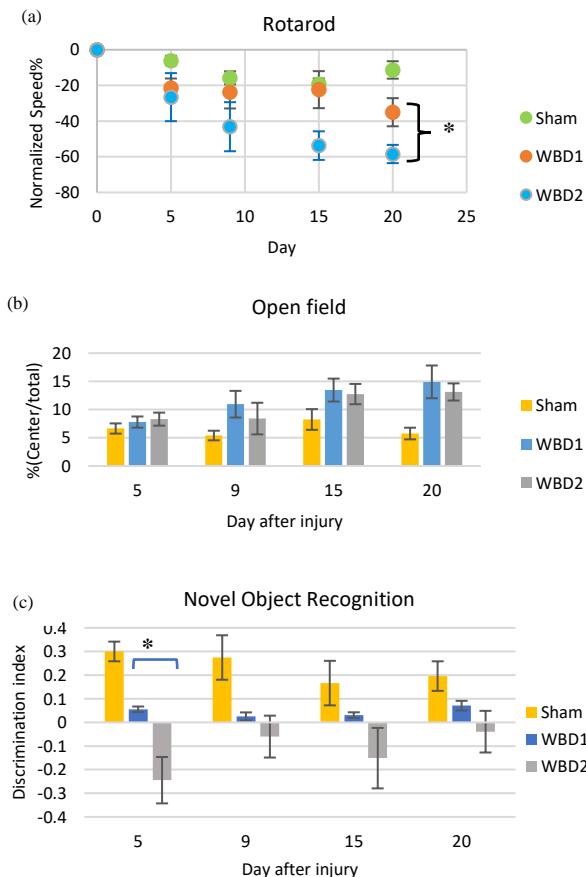 (a)
Rotarod
0
-20
-40
-60
-80
Normalized Speed%
0 5 10 15 20 25
Day
*
Sham
WBD1
WBD2
(b)
Open field
20
15
10
5
0
%(Center/total)
5 9 15 20
Day after injury
Sham
WBD1
WBD2
(c)
Novel Object Recognition
0.4
0.3
0.2
0.1
0
-0.1
-0.2
-0.3
-0.4
Discrimination index
*
5 9 15 20
Day after injury
Sham
WBD1
WBD2